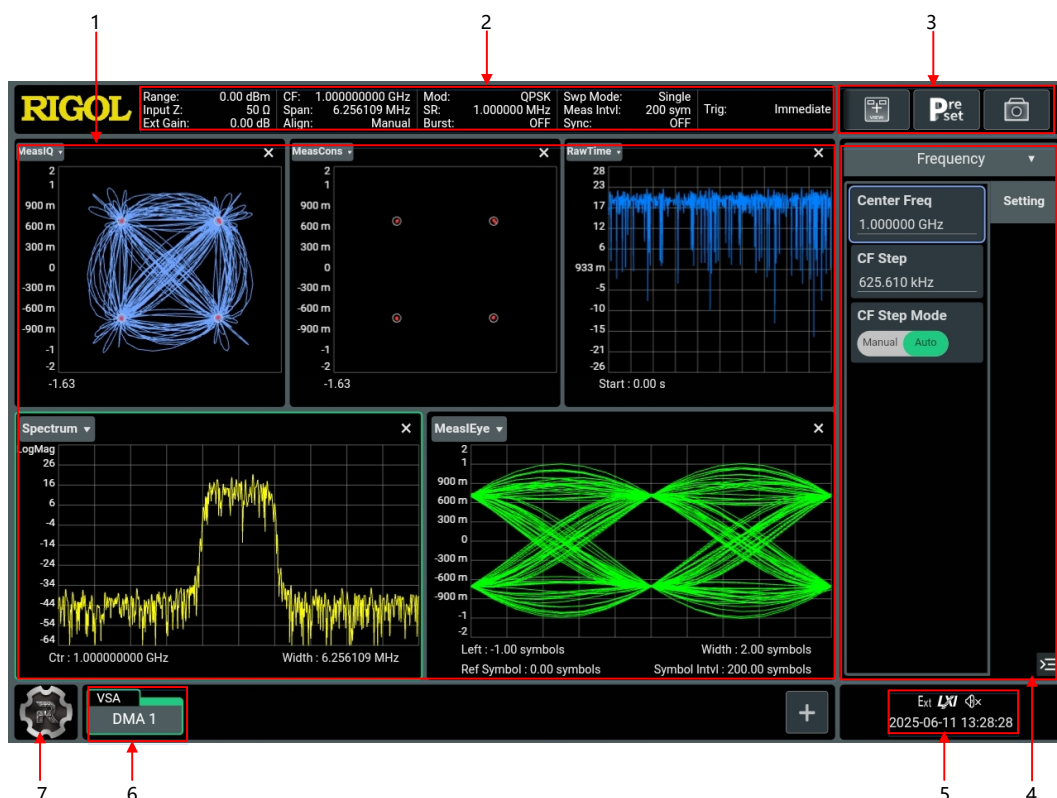 1 2 3
RIGOL
Range: 0.00 dBm CF: 1.000000000 GHz Mod: QPSK Swp Mode: Single
Input Z: 50 Ω Span: 6.256109 MHz SR: 1.000000 MHz Meas Intvl: 200 sym Trig: Immediate
Ext Gain: 0.00 dB Align: Manual Burst: OFF Sync: OFF
VIEW
Pre
set
MeasIQ
2
1
900 m
600 m
300 m
0
-300 m
-600 m
-900 m
-1
-2
-1.63
MeasCons
2
1
900 m
600 m
300 m
0
-300 m
-600 m
-900 m
-1
-2
-1.63
RawTime
28
23
17
12
6
933 m
-5
-10
-15
-21
-26
Start : 0.00 s
Frequency
Center Freq
1.000000 GHz
CF Step
625.610 kHz
CF Step Mode
Manual Auto
Setting
Spectrum
LogMag
26
16
6
-4
-14
-24
-34
-44
-54
-64
Ctr : 1.000000000 GHz Width : 6.256109 MHz
MeasIEye
2
1
900 m
600 m
300 m
0
-300 m
-600 m
-900 m
-1
-2
Left : -1.00 symbols Width : 2.00 symbols
Ref Symbol : 0.00 symbols Symbol Intvl : 200.00 symbols
R
VSA
DMA 1
+
Ext LXI
2025-06-11 13:28:28
7 6 5 4